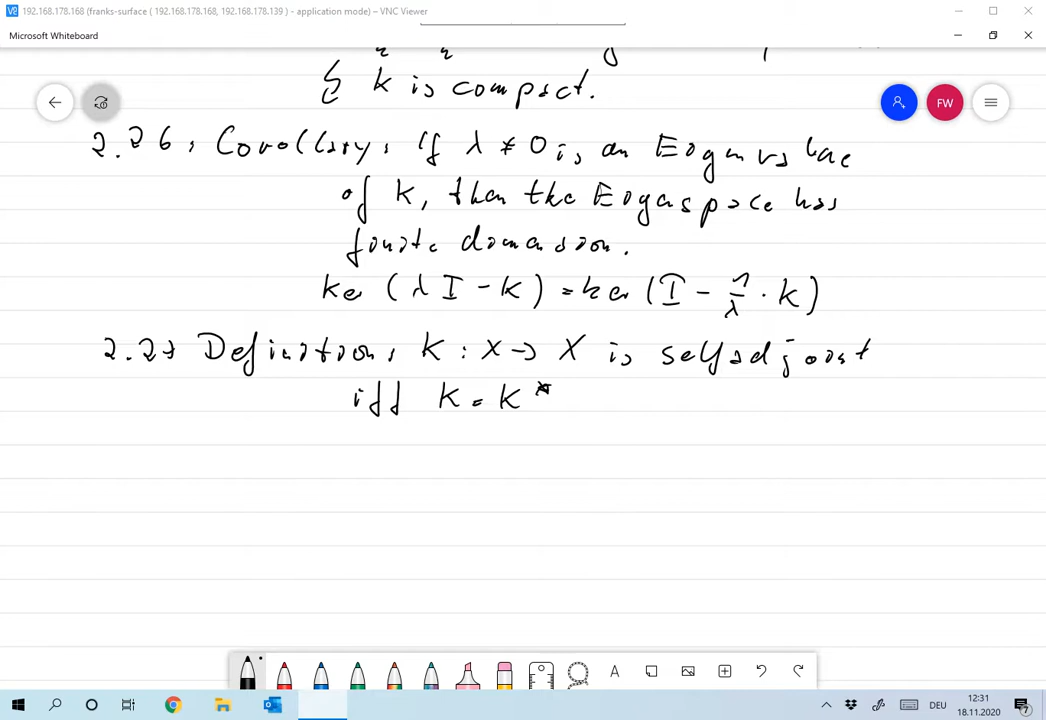 192.168.178.168 (franks-surface ( 192.168.178.168, 192.168.178.139 ) - application mode) – VNC Viewer
Microsoft Whiteboard
K is compact.
FW
2.26: Corollary: If λ ≠ 0 is an Eigenvalue
of K, then the Eigenspace has
finite dimension.
ker (λI - K) = ker (I - 1/λ · K)
2.27 Definition: K : X → X is selfadjoint
iff K = K*
A
12:31
DEU
18.11.2020
7